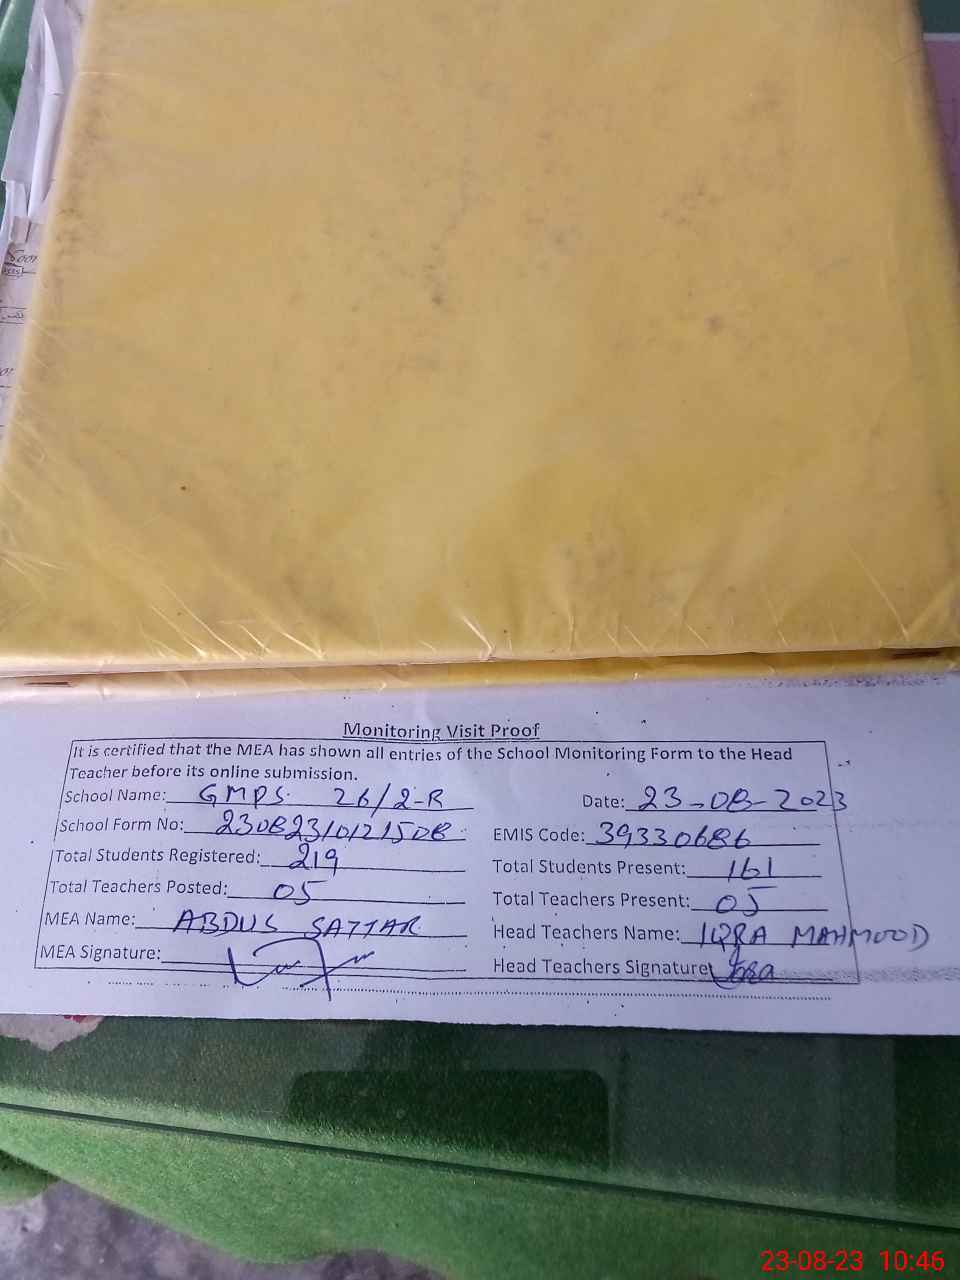 Monitoring Visit Proof
It is certified that the MEA has shown all entries of the School Monitoring Form to the Head
Teacher before its online submission.
School Name: GMPS. 26/2-R Date: 23-08-2023
School Form No: 23082310121508 EMIS Code: 39330686
Total Students Registered: 219 Total Students Present: 161
Total Teachers Posted: 05 Total Teachers Present: 05
MEA Name: ABDUS SATTAR Head Teachers Name: IQRA MAHMOOD
MEA Signature: Head Teachers Signature Iqra
23-08-23 10:46